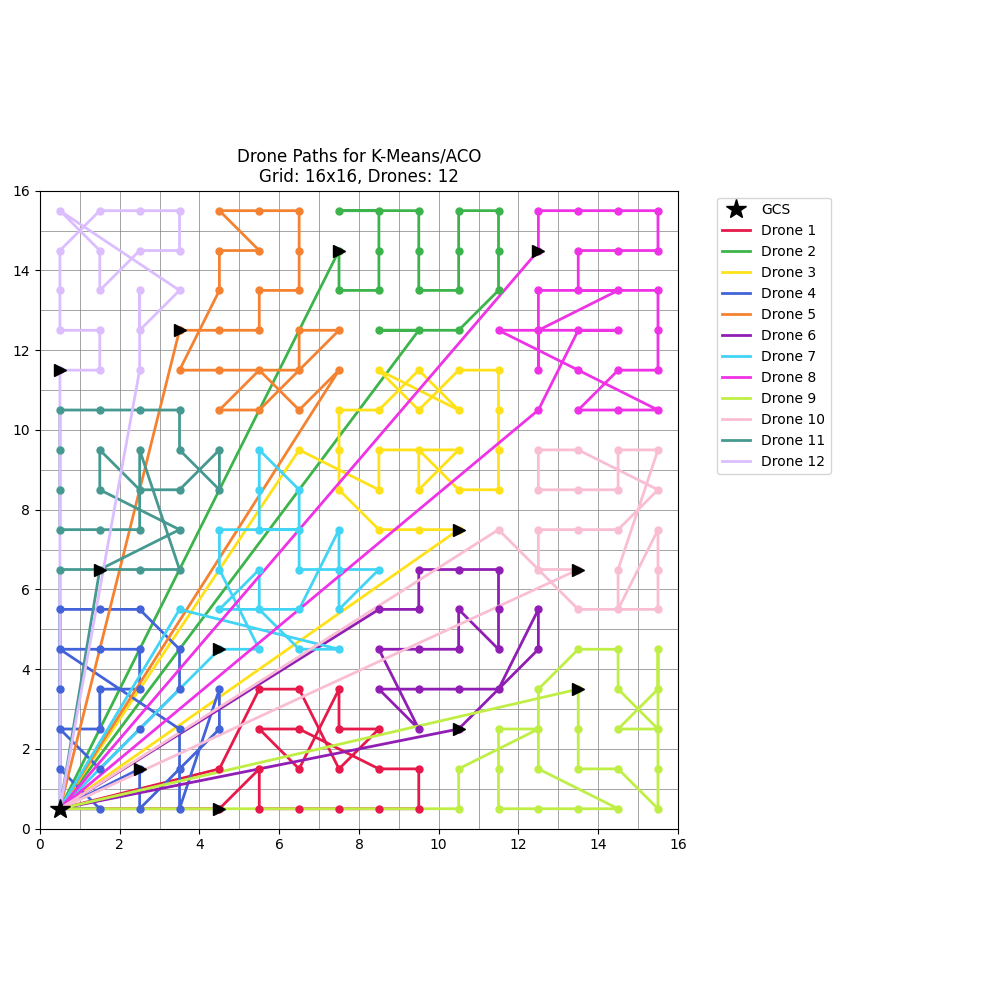 Drone Paths for K-Means/ACO
Grid: 16x16, Drones: 12
16
14
12
10
8
6
4
2
0
0 2 4 6 8 10 12 14 16
GCS
Drone 1
Drone 2
Drone 3
Drone 4
Drone 5
Drone 6
Drone 7
Drone 8
Drone 9
Drone 10
Drone 11
Drone 12